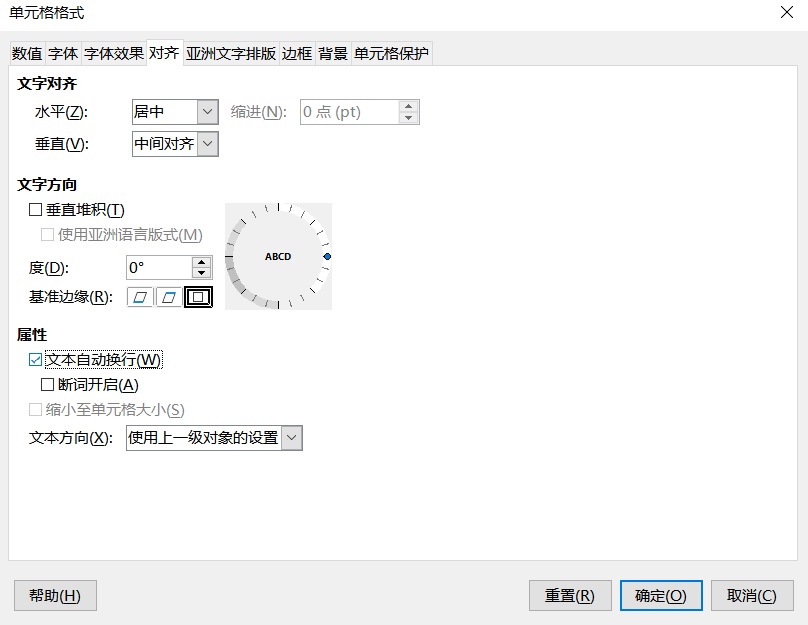 单元格格式
数值 字体 字体效果 对齐 亚洲文字排版 边框 背景 单元格保护
文字对齐
水平(Z): 居中 缩进(N): 0 点 (pt)
垂直(V): 中间对齐
文字方向
垂直堆积(T)
使用亚洲语言版式(M)
度(D): 0°
ABCD
基准边缘(R):
属性
文本自动换行(W)
断词开启(A)
缩小至单元格大小(S)
文本方向(X): 使用上一级对象的设置
帮助(H) 重置(R) 确定(O) 取消(C)